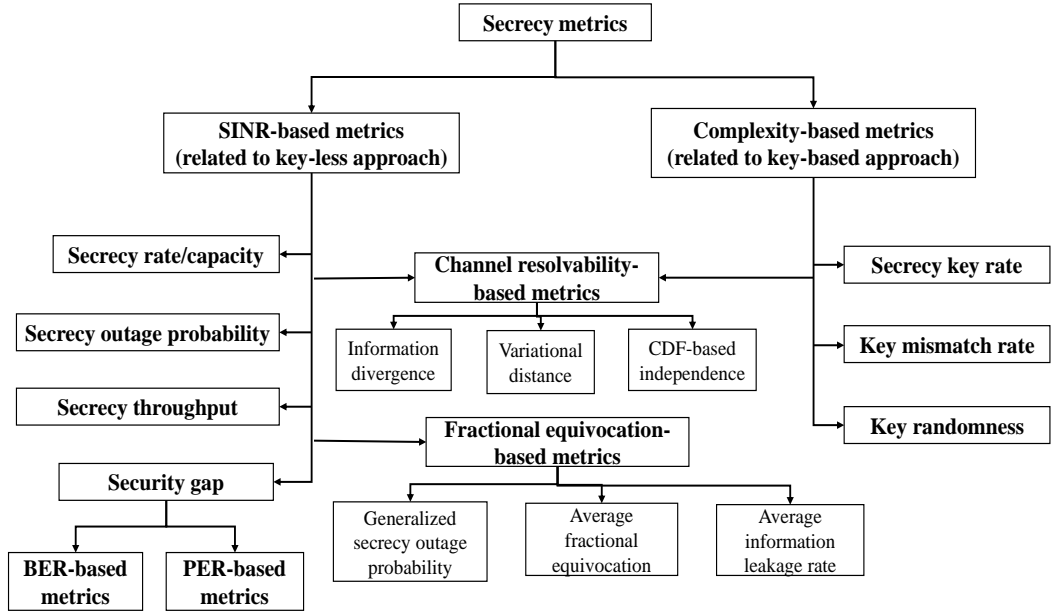 Secrecy metrics
SINR-based metrics
(related to key-less approach)
Complexity-based metrics
(related to key-based approach)
Secrecy rate/capacity
Channel resolvability-
based metrics
Secrecy key rate
Secrecy outage probability
Information
divergence
Variational
distance
CDF-based
independence
Key mismatch rate
Secrecy throughput
Fractional equivocation-
based metrics
Key randomness
Security gap
Generalized
secrecy outage
probability
Average
fractional
equivocation
Average
information
leakage rate
BER-based
metrics
PER-based
metrics